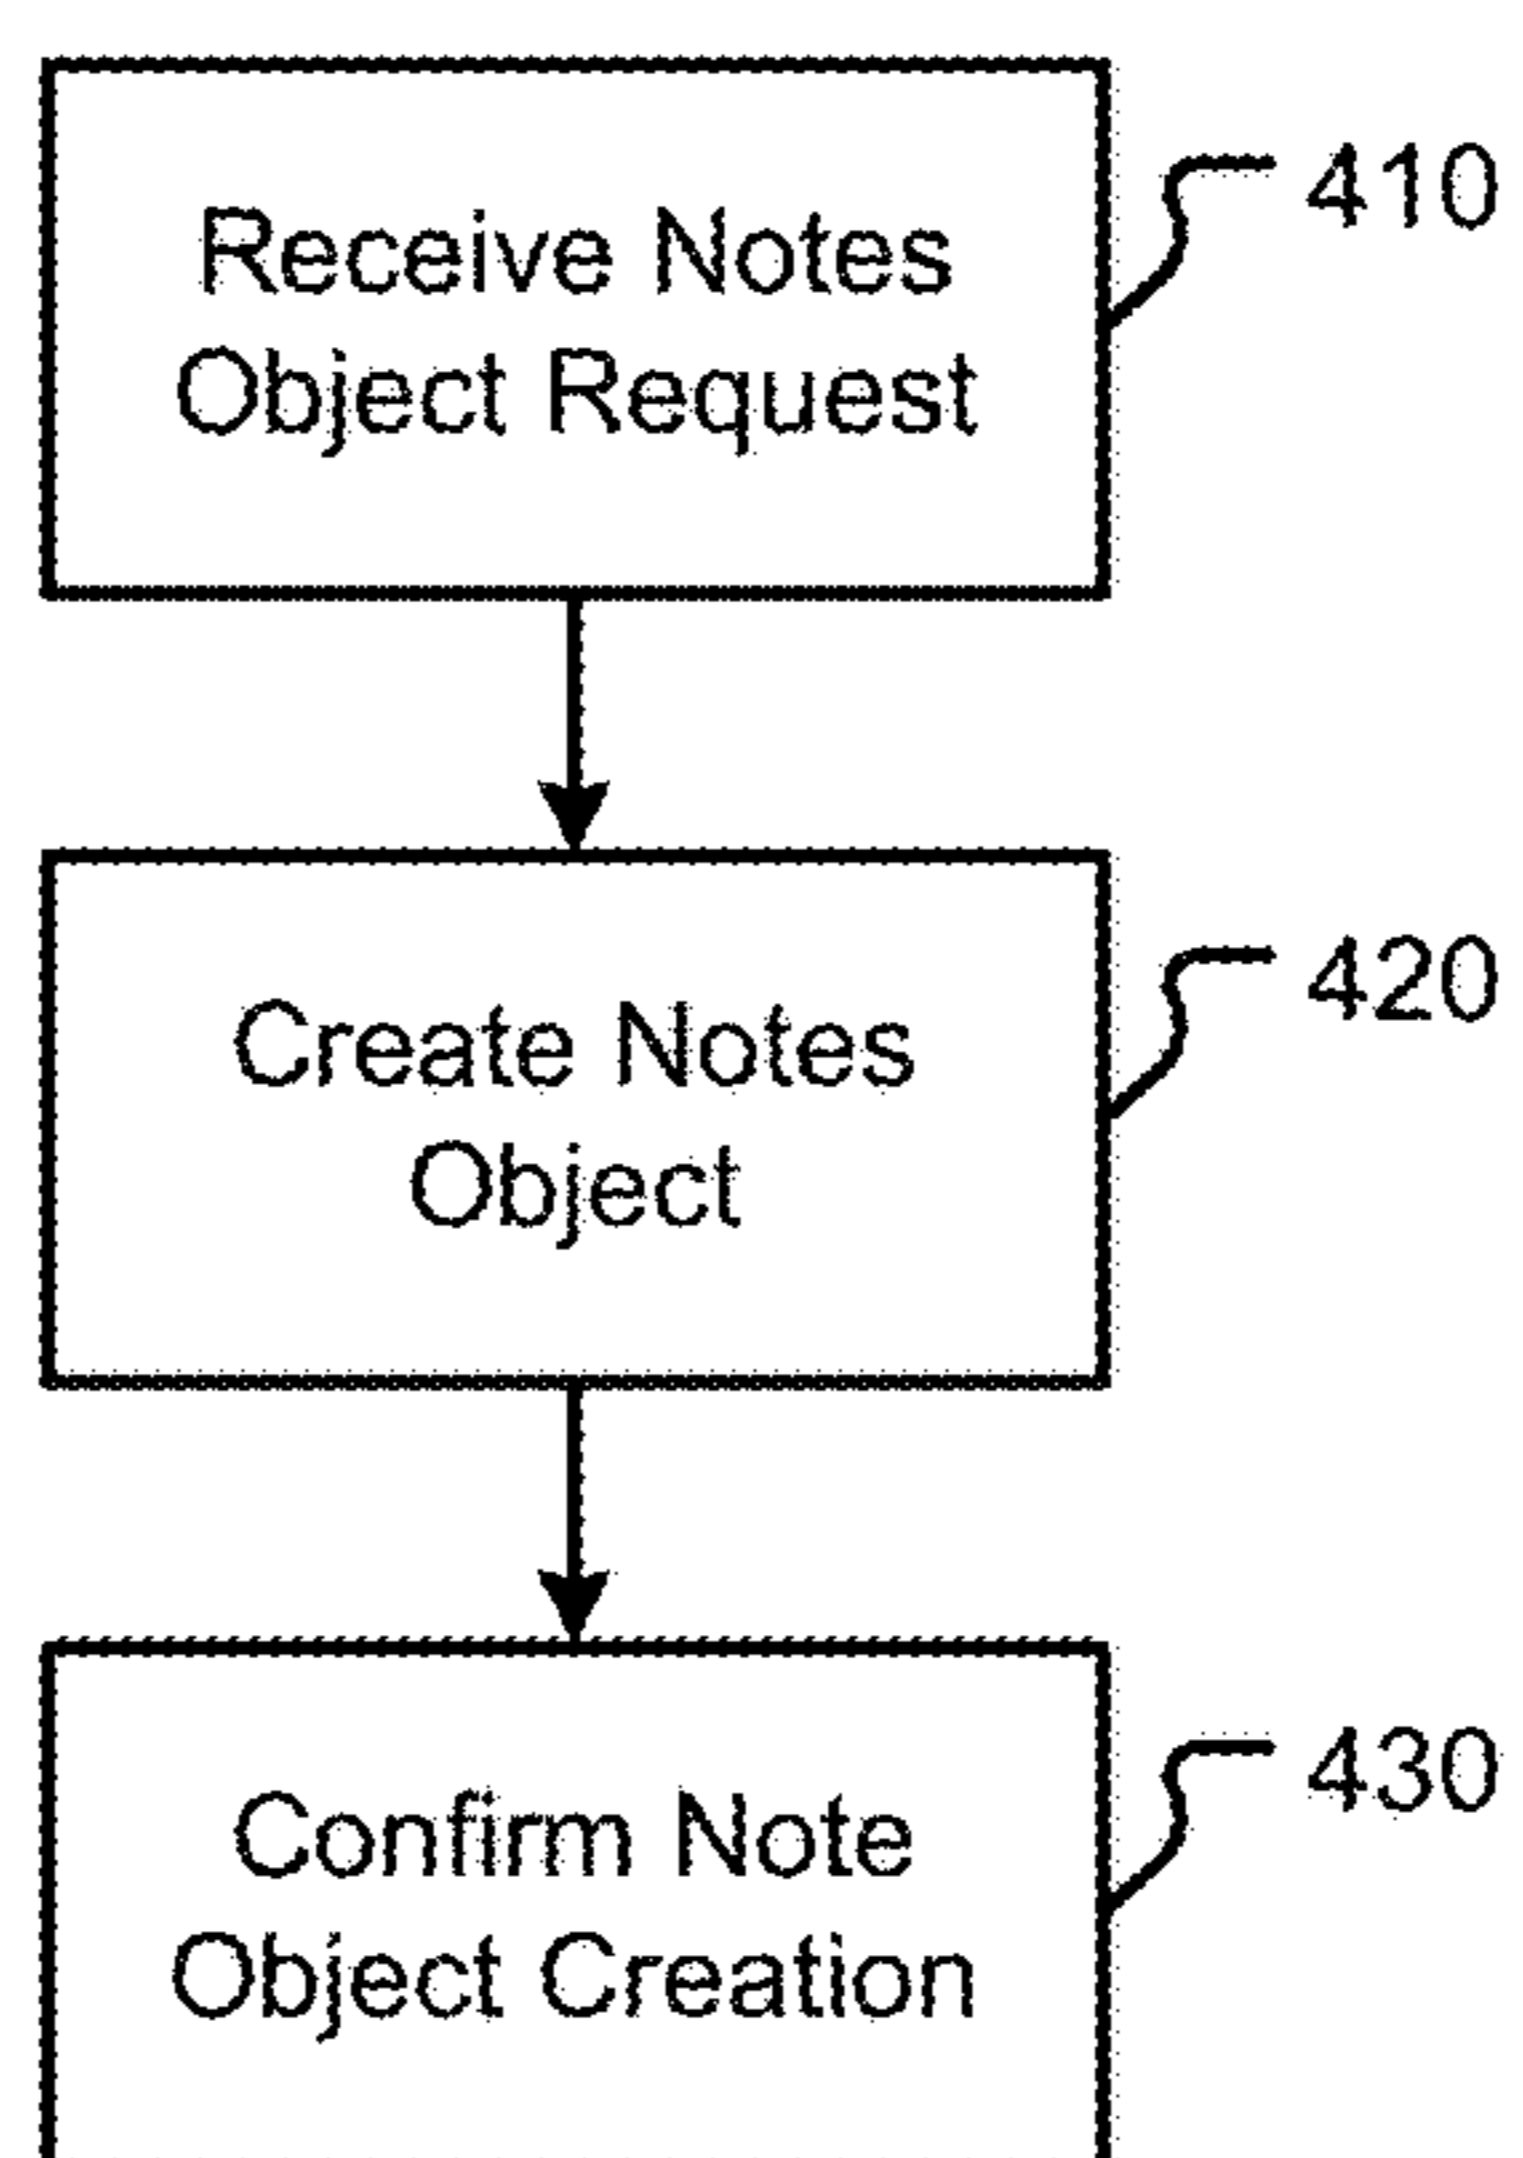 Receive Notes
Object Request
410
Create Notes
Object
420
Confirm Note
Object Creation
430